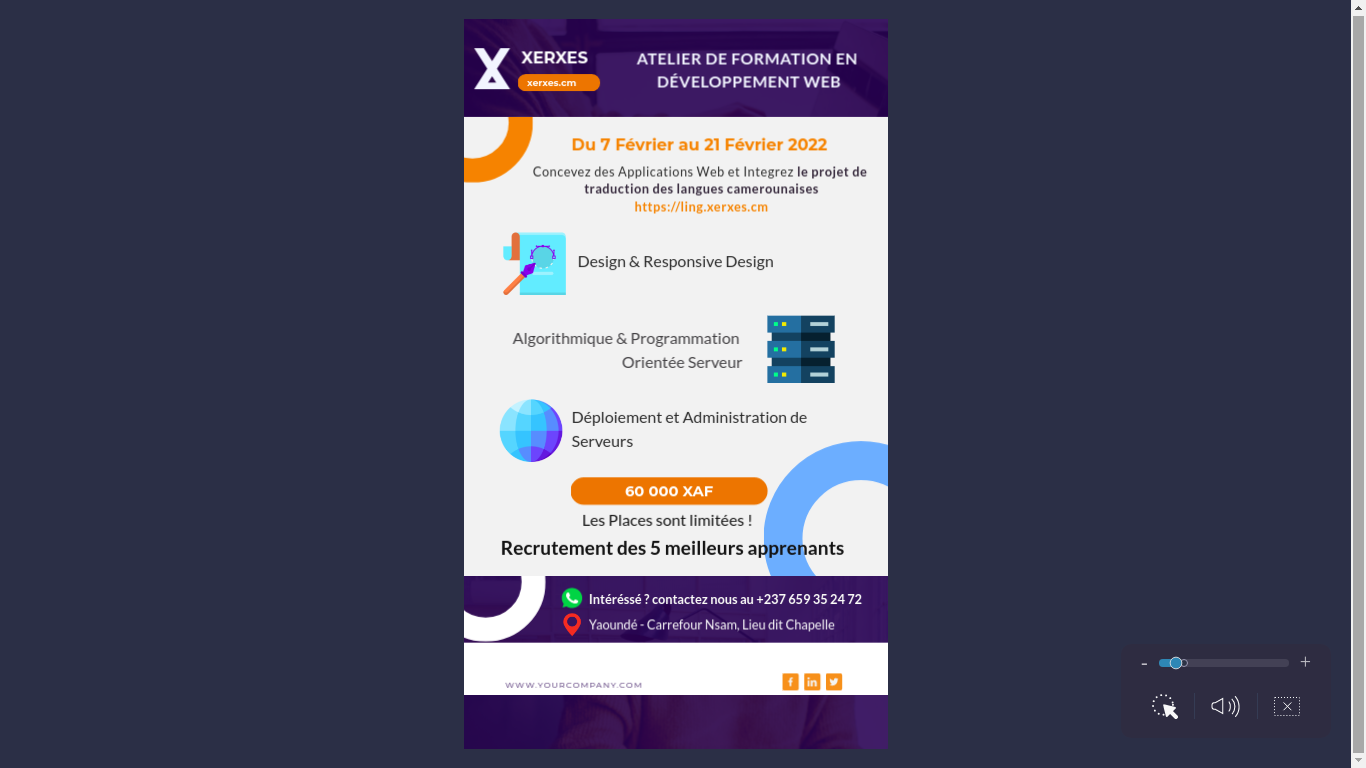 XERXES
xerxes.cm
ATELIER DE FORMATION EN
DÉVELOPPEMENT WEB
Du 7 Février au 21 Février 2022
Concevez des Applications Web et Integrez le projet de
traduction des langues camerounaises
https://ling.xerxes.cm
Design & Responsive Design
Algorithmique & Programmation
Orientée Serveur
Déploiement et Administration de
Serveurs
60 000 XAF
Les Places sont limitées !
Recrutement des 5 meilleurs apprenants
Intéréssé ? contactez nous au +237 659 35 24 72
Yaoundé - Carrefour Nsam, Lieu dit Chapelle
WWW.YOURCOMPANY.COM